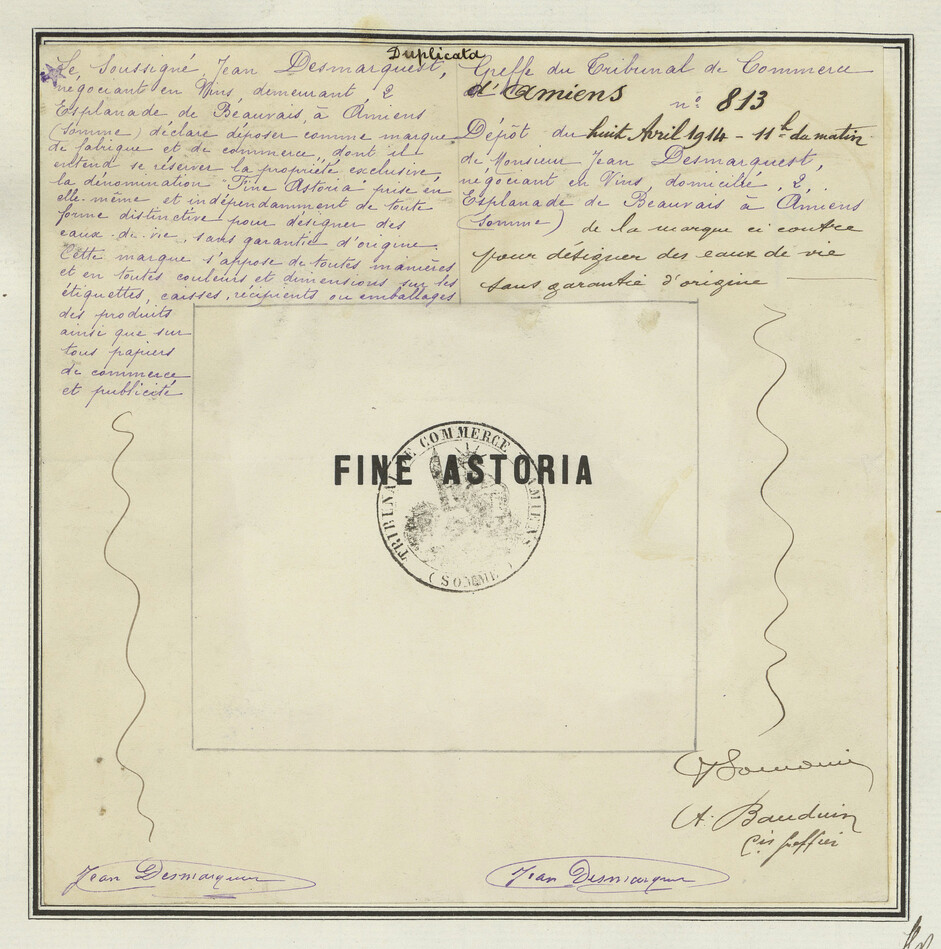 Duplicata
Je, Soussigné, Jean Desmarquest,
négociant en Vins, demeurant, 2
Esplanade de Beauvais, à Amiens
(Somme) déclare déposer comme marque
de fabrique et de commerce, dont il
entend se réserver la propriété exclusive,
la dénomination Fine Astoria prise en
elle-même et indépendamment de toute
forme distinctive pour désigner des
eaux-de-vie, sans garantie d'origine.
Cette marque s'appose de toutes manières
et en toutes couleurs et dimensions sur les
étiquettes, caisses, récipients ou emballages
des produits
ainsi que sur
tous papiers
de commerce
et publicité
Greffe du Tribunal de Commerce
d'Amiens
n° 813
Dépôt du huit Avril 1914 - 11h du matin
de Monsieur Jean Desmarquest,
négociant en Vins domicilié, 2,
Esplanade de Beauvais à Amiens
(Somme) de la marque ci contre
pour désigner des eaux de vie
sans garantie d'origine
FINE ASTORIA
TRIBUNAL DE COMMERCE D'AMIENS
(SOMME)
A. Bauduin
Cis greffier
Jean Desmarquest
Jean Desmarquest